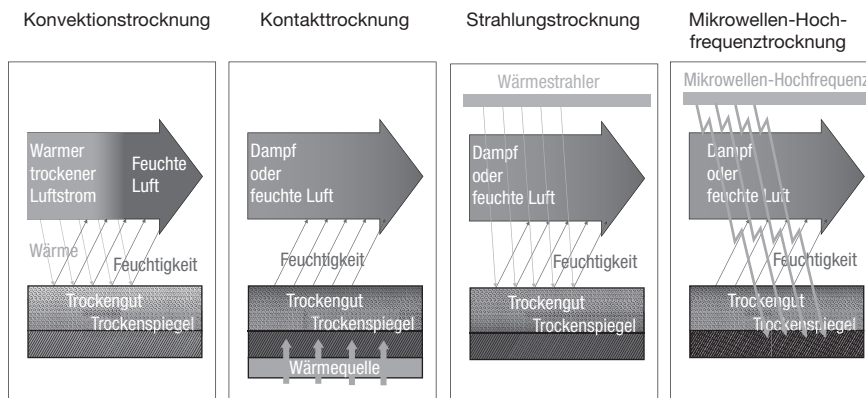 Konvektionstrocknung
Warmer
trockener
Luftstrom
Feuchte
Luft
Wärme
Feuchtigkeit
Trockengut
Trockenspiegel
Kontakttrocknung
Dampf
oder
feuchte Luft
Feuchtigkeit
Trockengut
Trockenspiegel
Wärmequelle
Strahlungstrocknung
Wärmestrahler
Dampf
oder
feuchte Luft
Feuchtigkeit
Trockengut
Trockenspiegel
Mikrowellen-Hoch-
frequenztrocknung
Mikrowellen-Hochfrequenz
Dampf
oder
feuchte Luft
Feuchtigkeit
Trockengut
Trockenspiegel